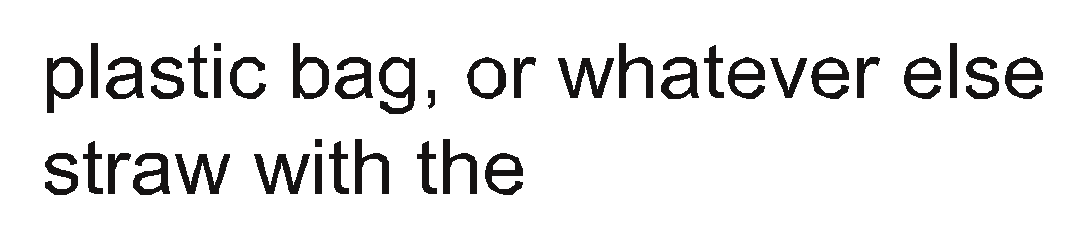 plastic bag, or whatever else
straw with the